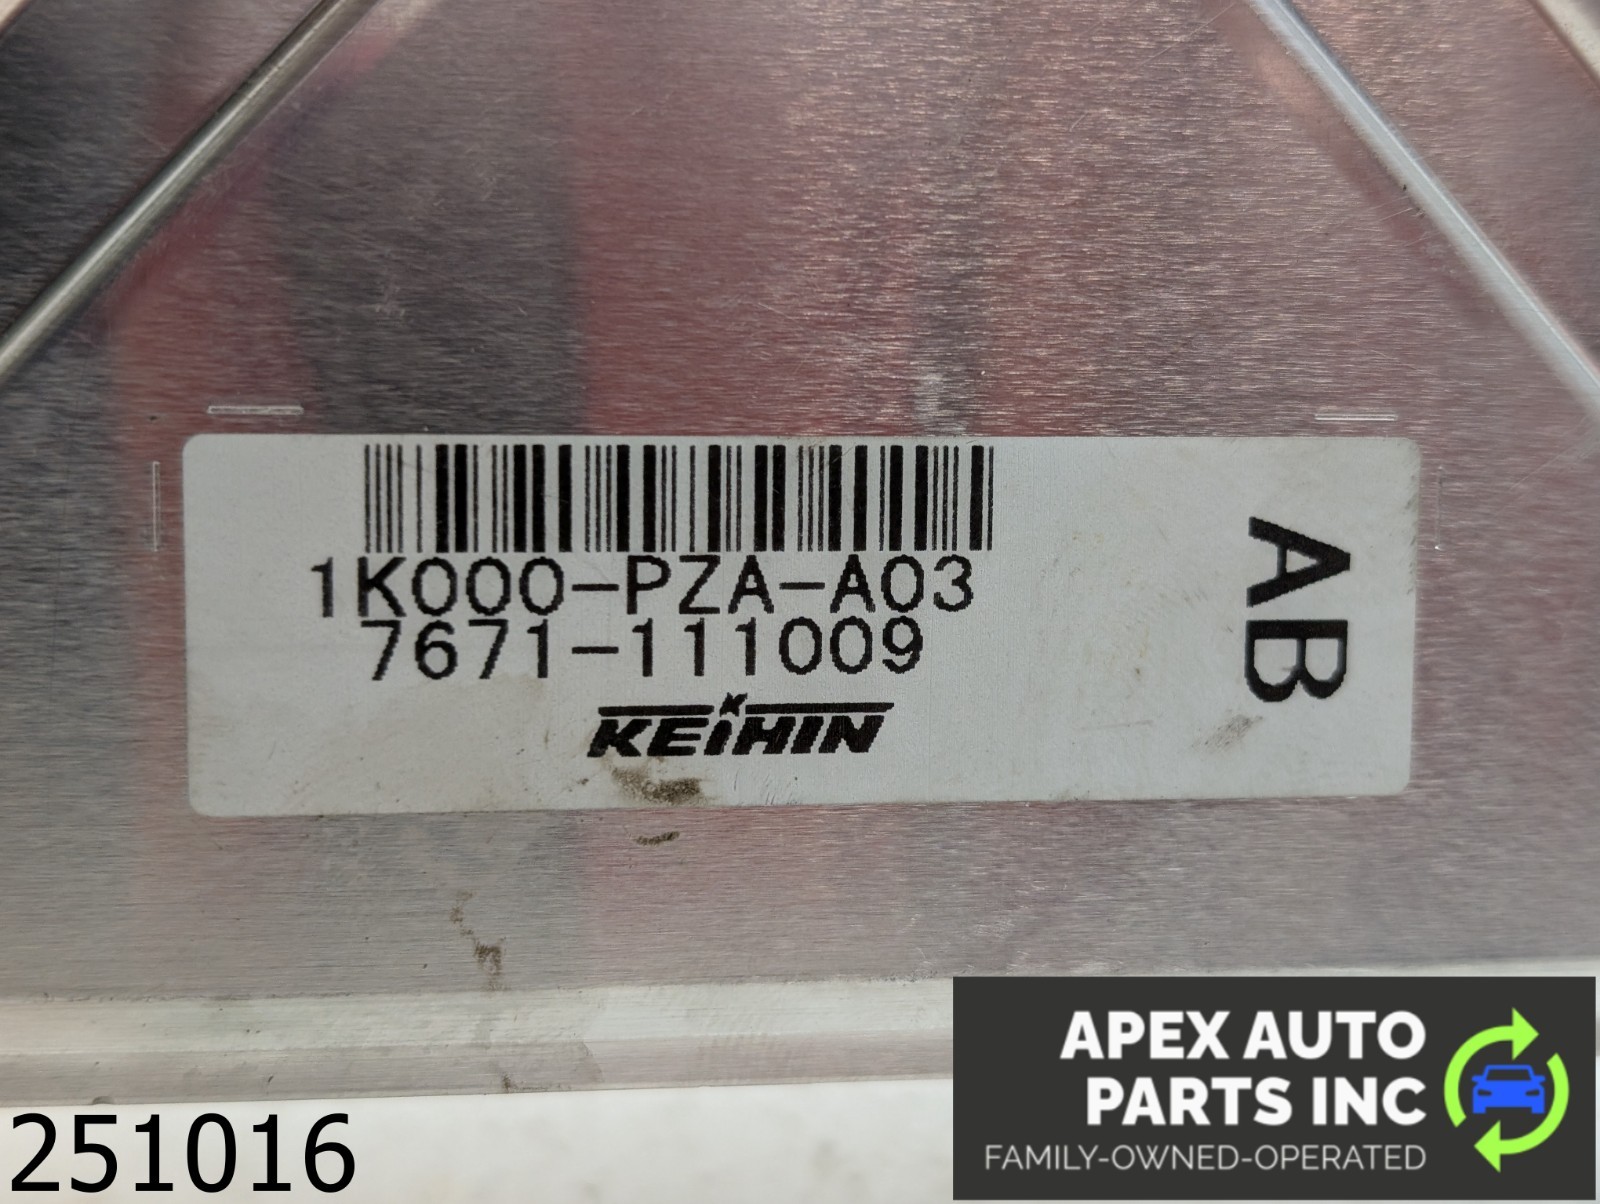 1K000-PZA-A03
7671-111009
KEIHIN
AB
APEX AUTO
PARTS INC
FAMILY-OWNED-OPERATED
251016